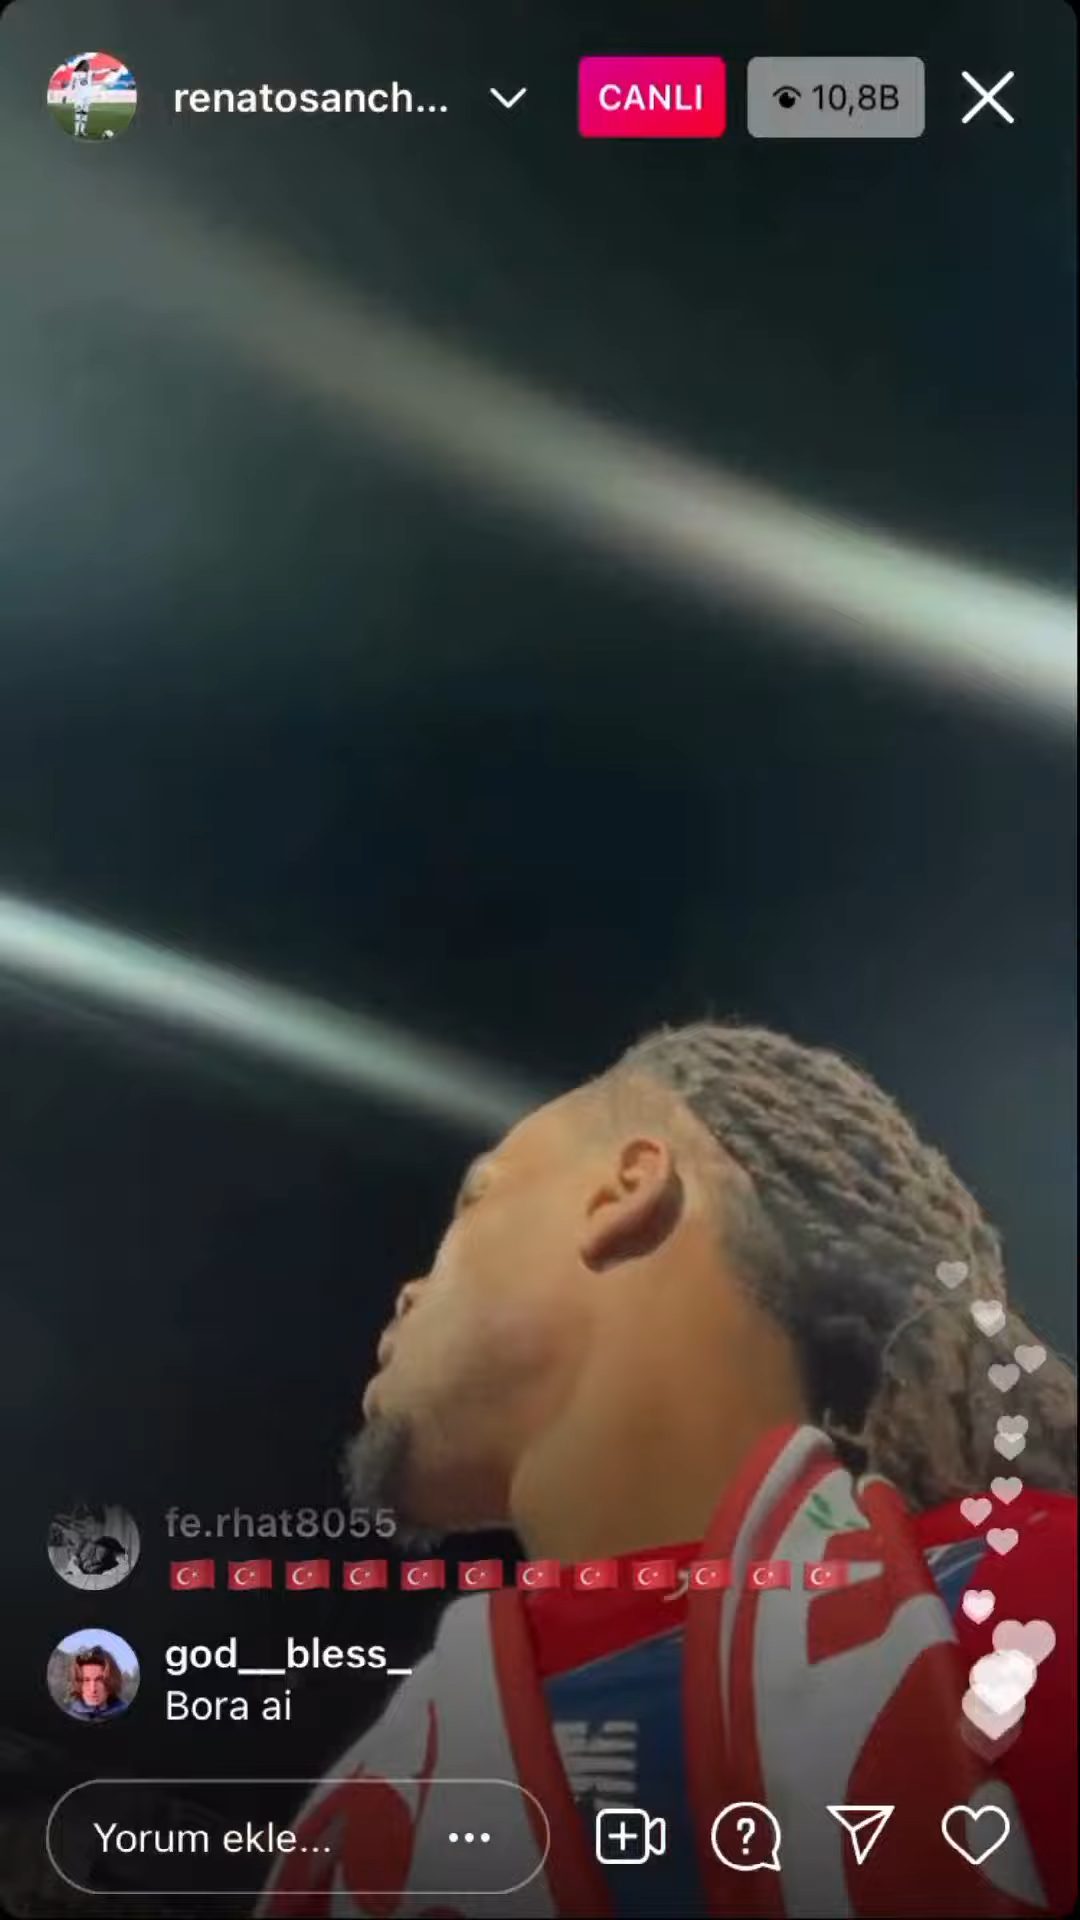 renatosanch...
CANLI
10,8B
fe.rhat8055
🇹🇷🇹🇷🇹🇷🇹🇷🇹🇷🇹🇷🇹🇷🇹🇷🇹🇷🇹🇷🇹🇷🇹🇷
god__bless_
Bora ai
Yorum ekle...